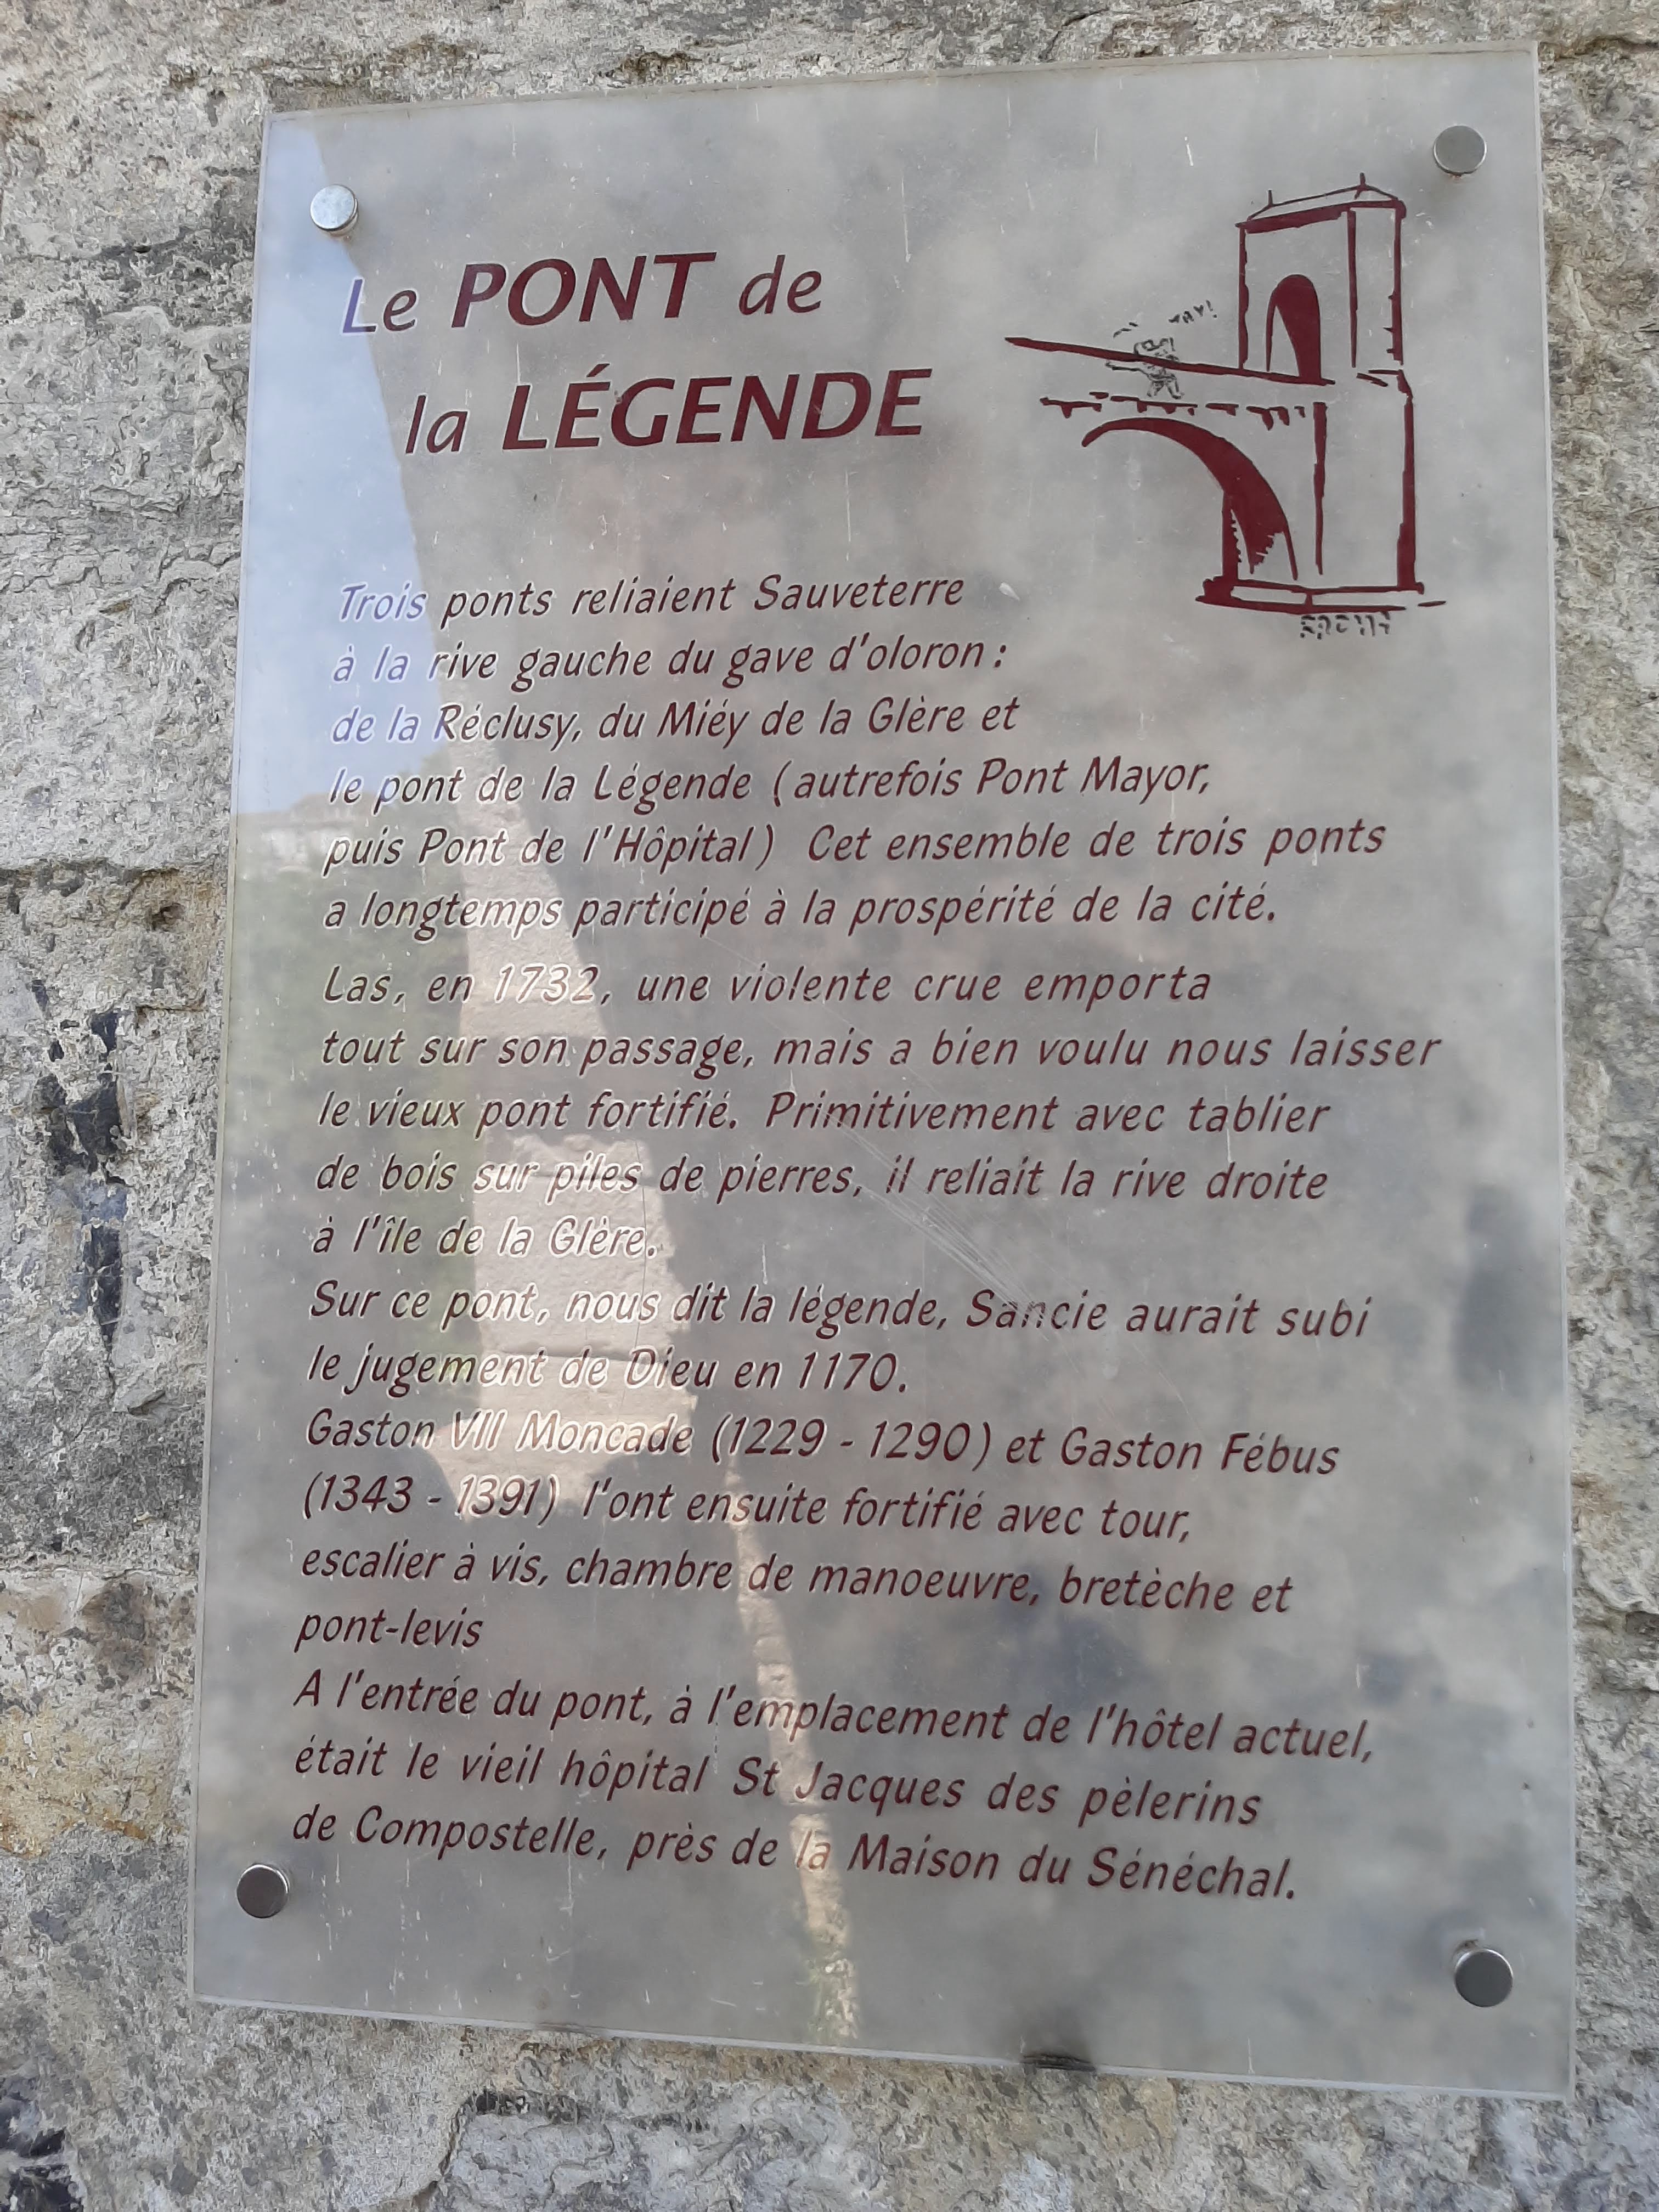 Le PONT de
la LÉGENDE
Trois ponts reliaient Sauveterre
à la rive gauche du gave d'oloron :
de la Réclusy, du Miéy de la Glère et
le pont de la Légende (autrefois Pont Mayor,
puis Pont de l'Hôpital) Cet ensemble de trois ponts
a longtemps participé à la prospérité de la cité.
Las, en 1732, une violente crue emporta
tout sur son passage, mais a bien voulu nous laisser
le vieux pont fortifié. Primitivement avec tablier
de bois sur piles de pierres, il reliait la rive droite
à l'île de la Glère.
Sur ce pont, nous dit la légende, Sancie aurait subi
le jugement de Dieu en 1170.
Gaston VII Moncade (1229 - 1290) et Gaston Fébus
(1343 - 1391) l'ont ensuite fortifié avec tour,
escalier à vis, chambre de manoeuvre, bretèche et
pont-levis
A l'entrée du pont, à l'emplacement de l'hôtel actuel,
était le vieil hôpital St Jacques des pèlerins
de Compostelle, près de la Maison du Sénéchal.